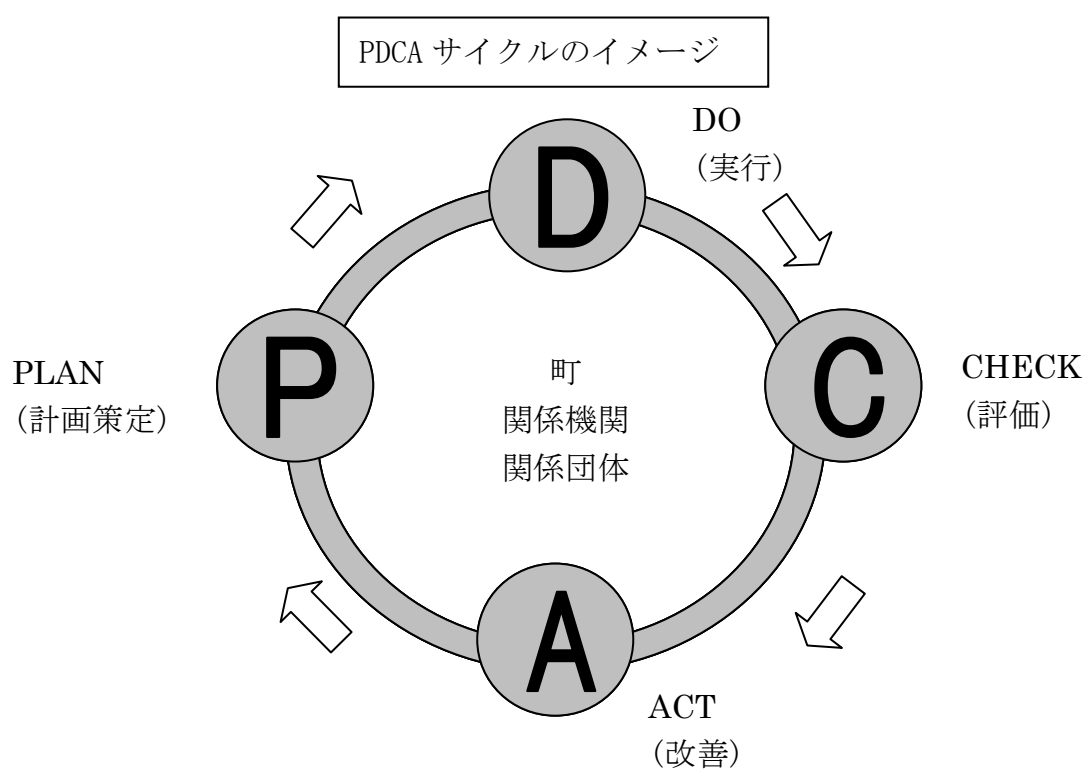 PDCA サイクルのイメージ
DO
(実行)
D
P
C
PLAN
(計画策定)
町
関係機関
関係団体
CHECK
(評価)
A
ACT
(改善)